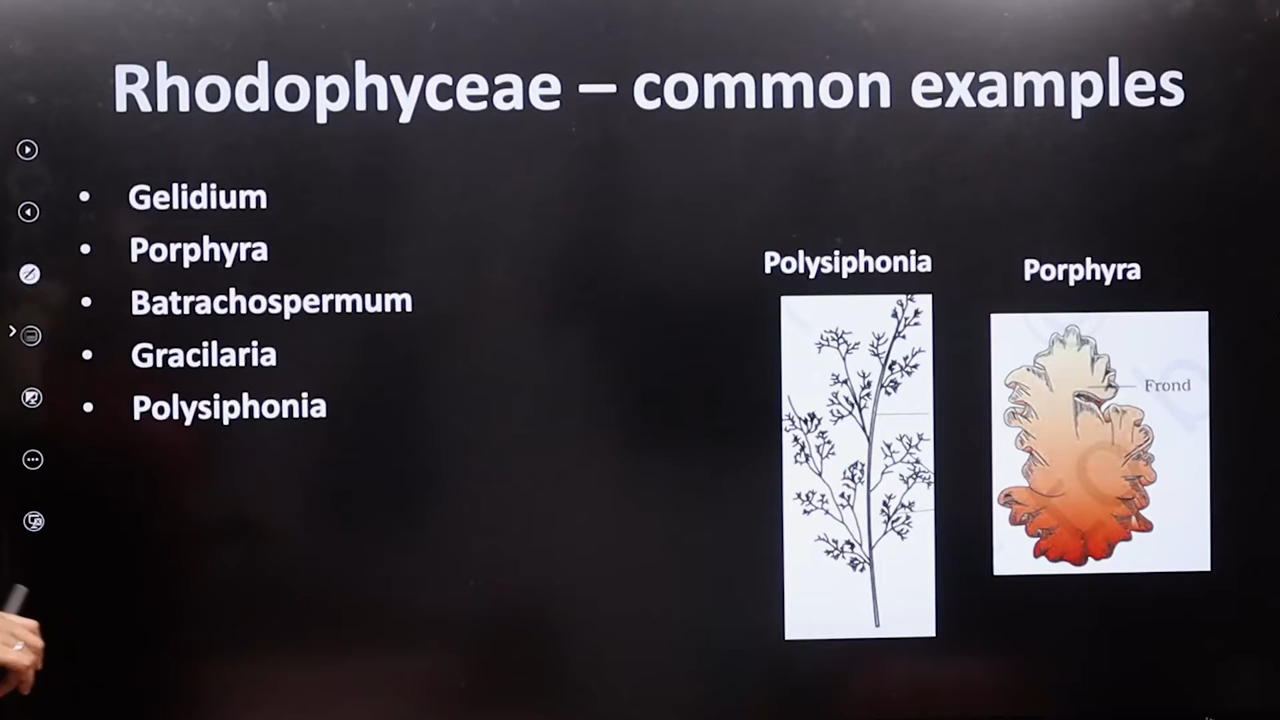 Rhodophyceae – common examples
• Gelidium
• Porphyra
• Batrachospermum
• Gracilaria
• Polysiphonia
Polysiphonia
Porphyra
Frond